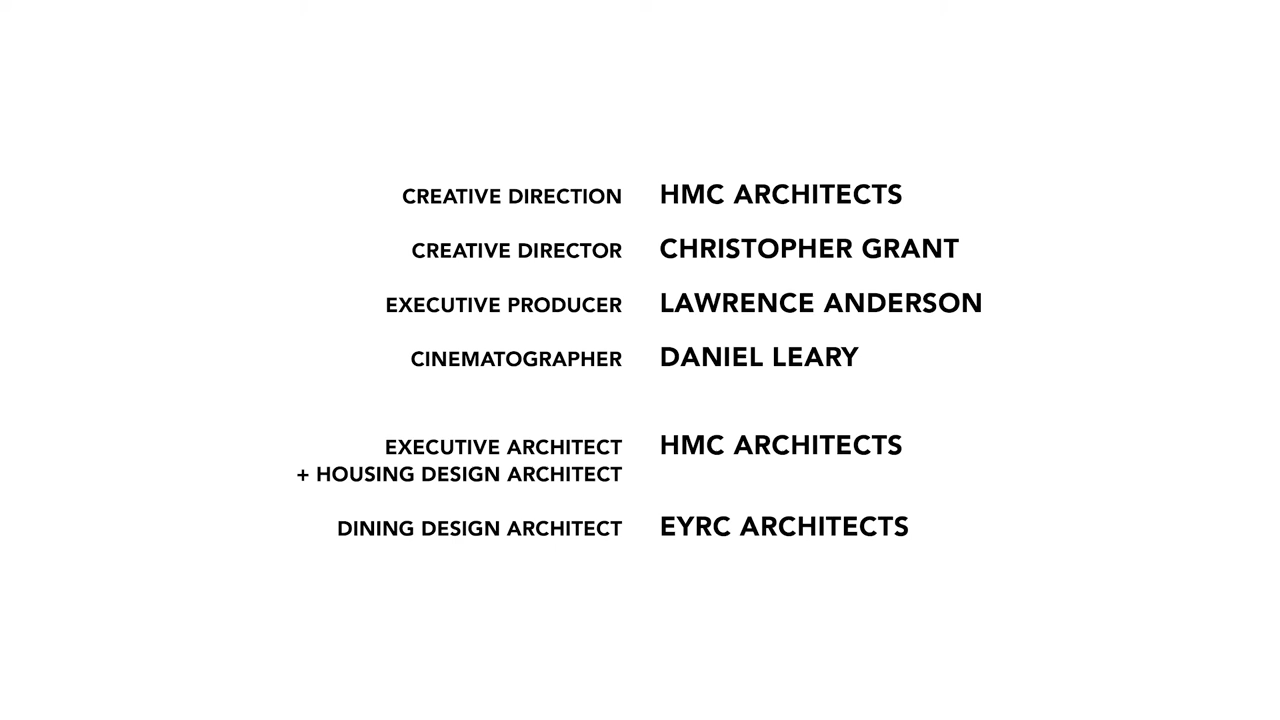 CREATIVE DIRECTION HMC ARCHITECTS
CREATIVE DIRECTOR CHRISTOPHER GRANT
EXECUTIVE PRODUCER LAWRENCE ANDERSON
CINEMATOGRAPHER DANIEL LEARY
EXECUTIVE ARCHITECT HMC ARCHITECTS
+ HOUSING DESIGN ARCHITECT
DINING DESIGN ARCHITECT EYRC ARCHITECTS